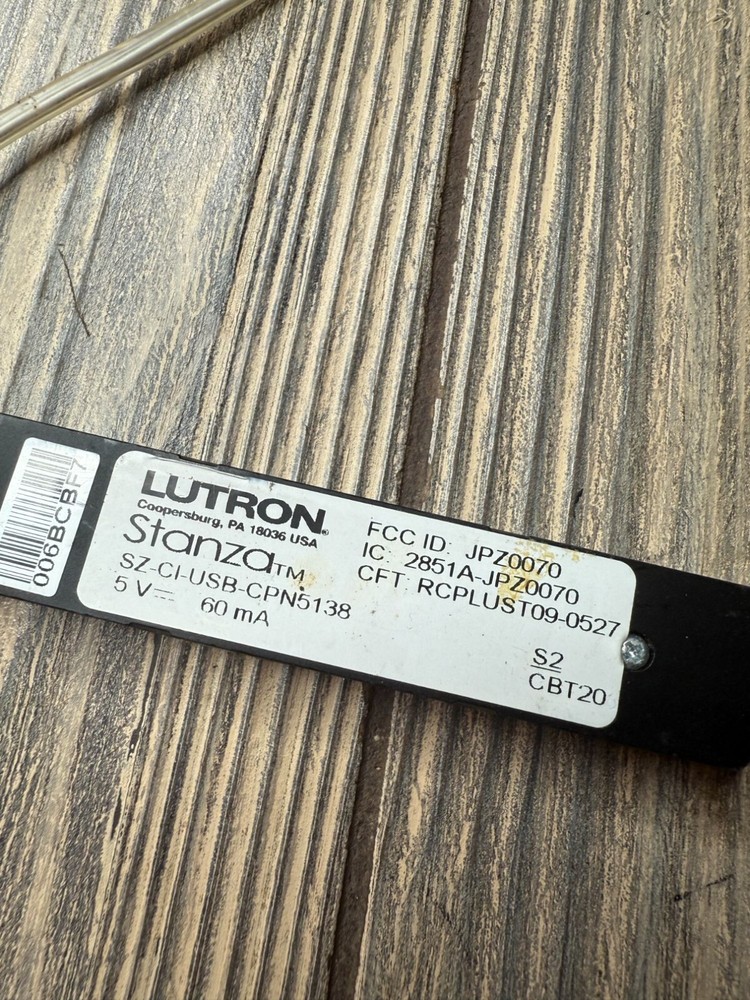 006BCBF7
LUTRON®
Coopersburg, PA 18036 USA
Stanza™
SZ-CI-USB-CPN5138
5 V⎓ 60 mA
FCC ID: JPZ0070
IC: 2851A-JPZ0070
CFT: RCPLUST09-0527
S2
CBT20